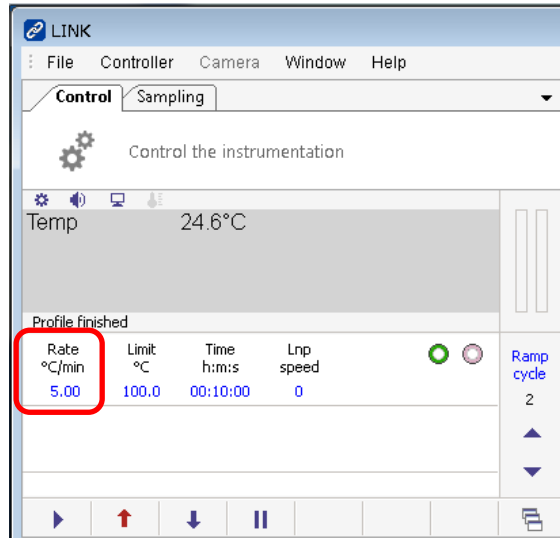 LINK
File Controller Camera Window Help
Control Sampling
Control the instrumentation
Temp 24.6°C
Profile finished
Rate Limit Time Lnp
°C/min °C h:m:s speed
5.00 100.0 00:10:00 0
Ramp
cycle
2